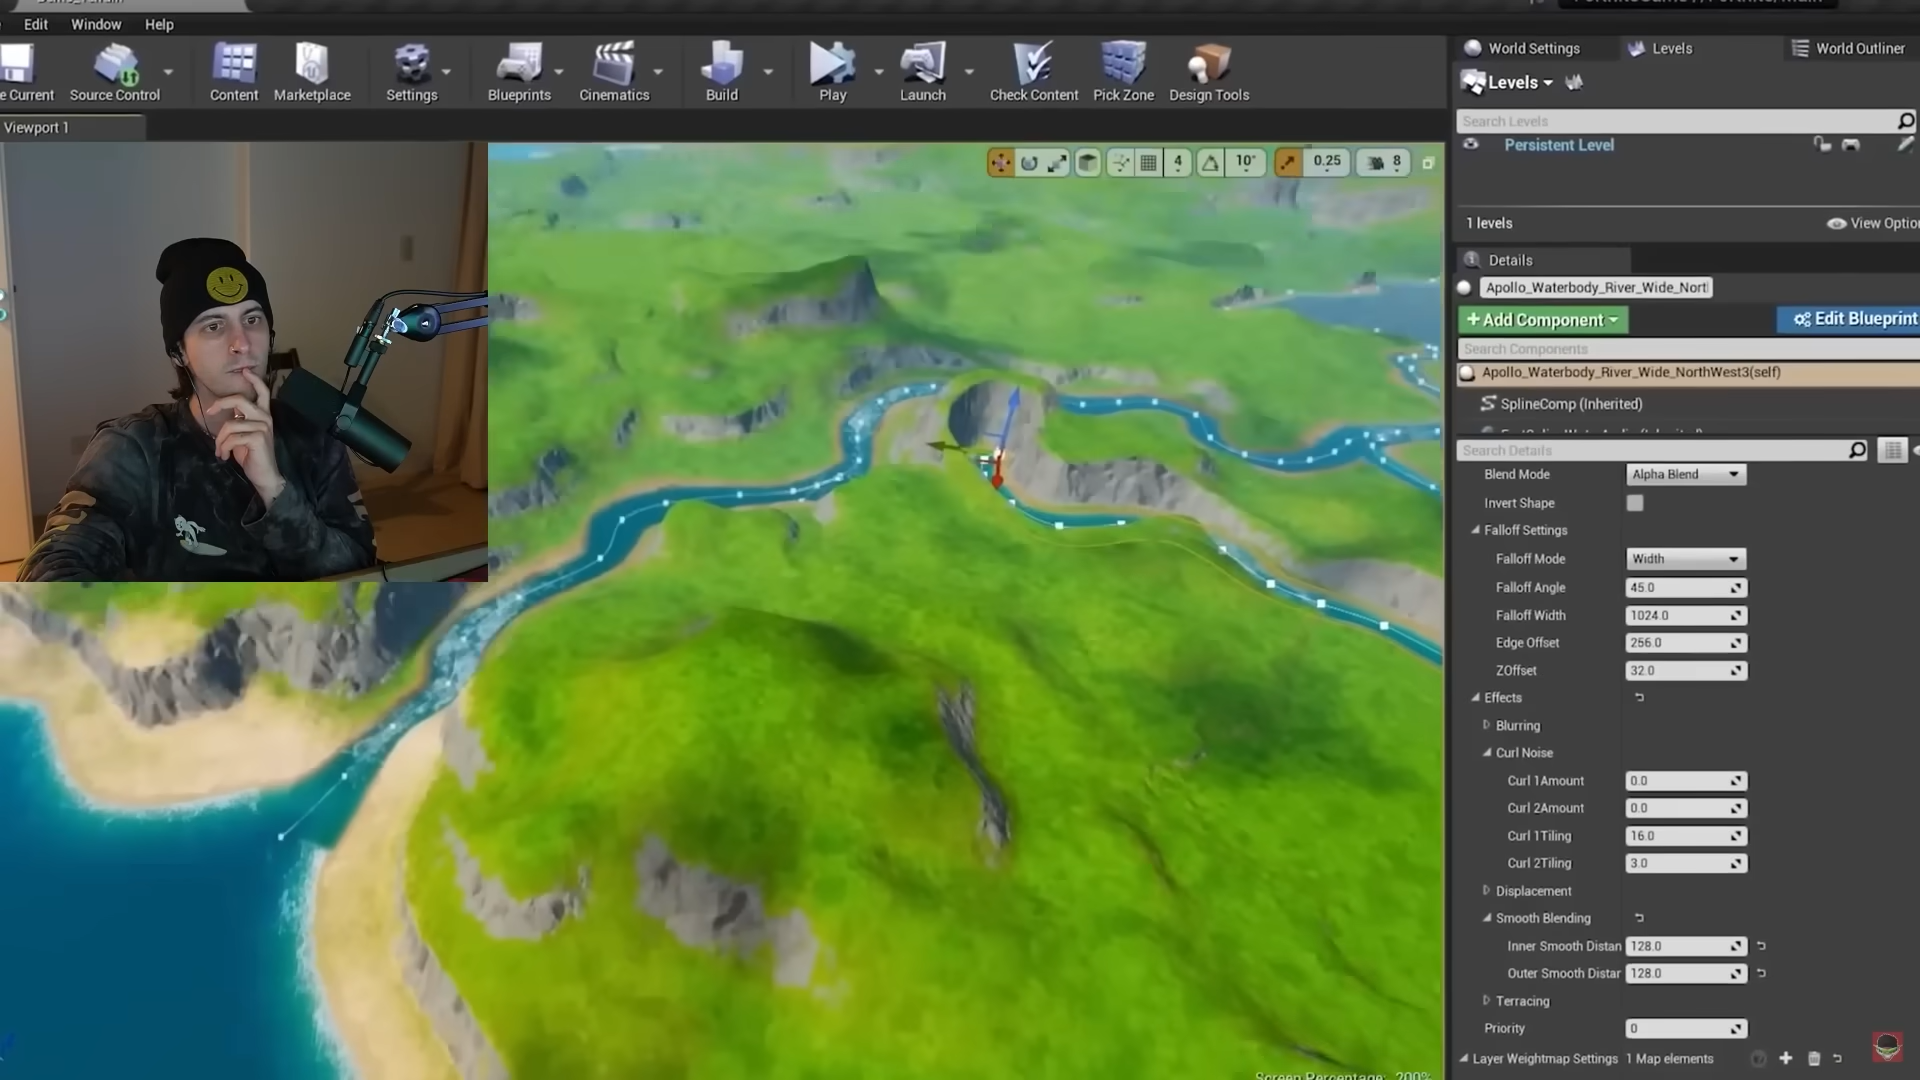 Edit Window Help
World Settings Levels World Outliner
Current Source Control Content Marketplace Settings Blueprints Cinematics Build Play Launch Check Content Pick Zone Design Tools
Levels
Viewport 1
Search Levels
Persistent Level
4 10° 0.25 8
1 levels View Optio
Details
Apollo_Waterbody_River_Wide_Nort
+ Add Component Edit Blueprint
Search Components
Apollo_Waterbody_River_Wide_NorthWest3(self)
SplineComp (Inherited)
Search Details
Blend Mode Alpha Blend
Invert Shape
Falloff Settings
Falloff Mode Width
Falloff Angle 45.0
Falloff Width 1024.0
Edge Offset 256.0
ZOffset 32.0
Effects
Blurring
Curl Noise
Curl 1Amount 0.0
Curl 2Amount 0.0
Curl 1Tiling 16.0
Curl 2Tiling 3.0
Displacement
Smooth Blending
Inner Smooth Distan 128.0
Outer Smooth Distar 128.0
Terracing
Priority 0
Layer Weightmap Settings 1 Map elements
Screen Percentage: 200%